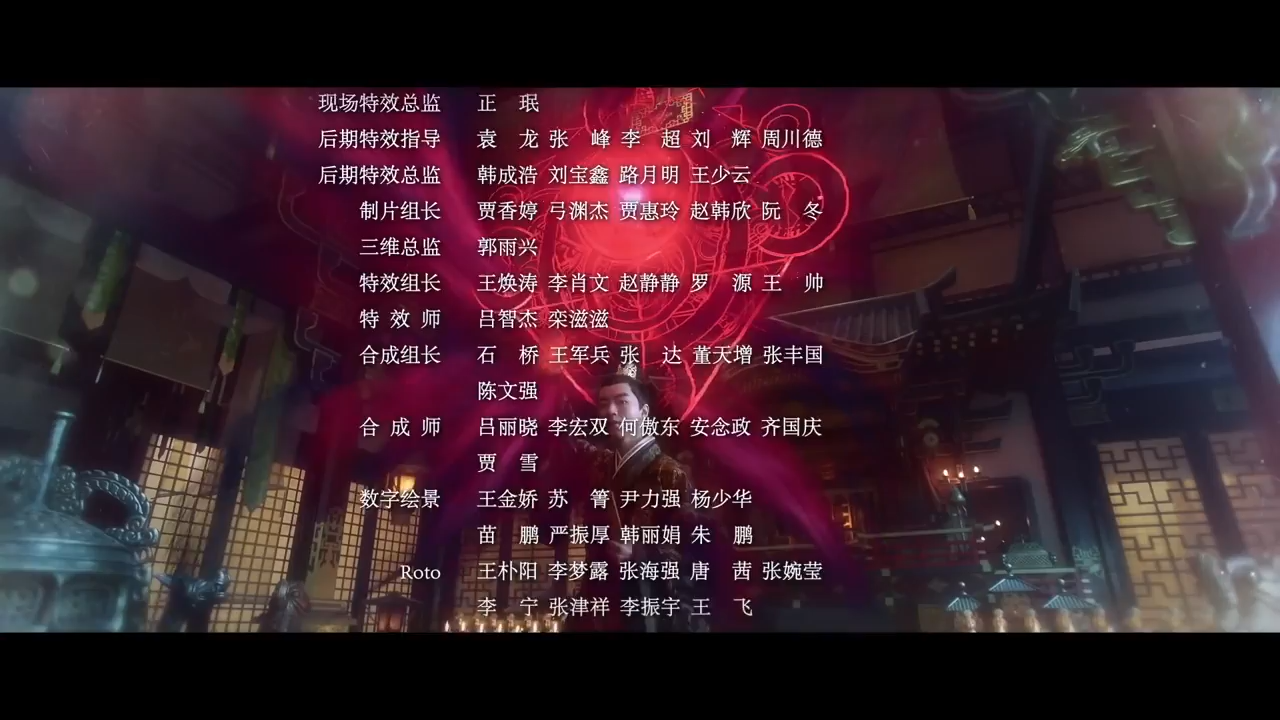 现场特效总监 正 珉
后期特效指导 袁 龙 张 峰 李 超 刘 辉 周川德
后期特效总监 韩成浩 刘宝鑫 路月明 王少云
制片组长 贾香婷 弓渊杰 贾惠玲 赵韩欣 阮 冬
三维总监 郭雨兴
特效组长 王焕涛 李肖文 赵静静 罗 源 王 帅
特效师 吕智杰 栾滋滋
合成组长 石 桥 王军兵 张 达 董天增 张丰国
陈文强
合成师 吕丽晓 李宏双 何傲东 安念政 齐国庆
贾 雪
数字绘景 王金娇 苏 箐 尹力强 杨少华
苗 鹏 严振厚 韩丽娟 朱 鹏
Roto 王朴阳 李梦露 张海强 唐 茜 张婉莹
李 宁 张津祥 李振宇 王 飞